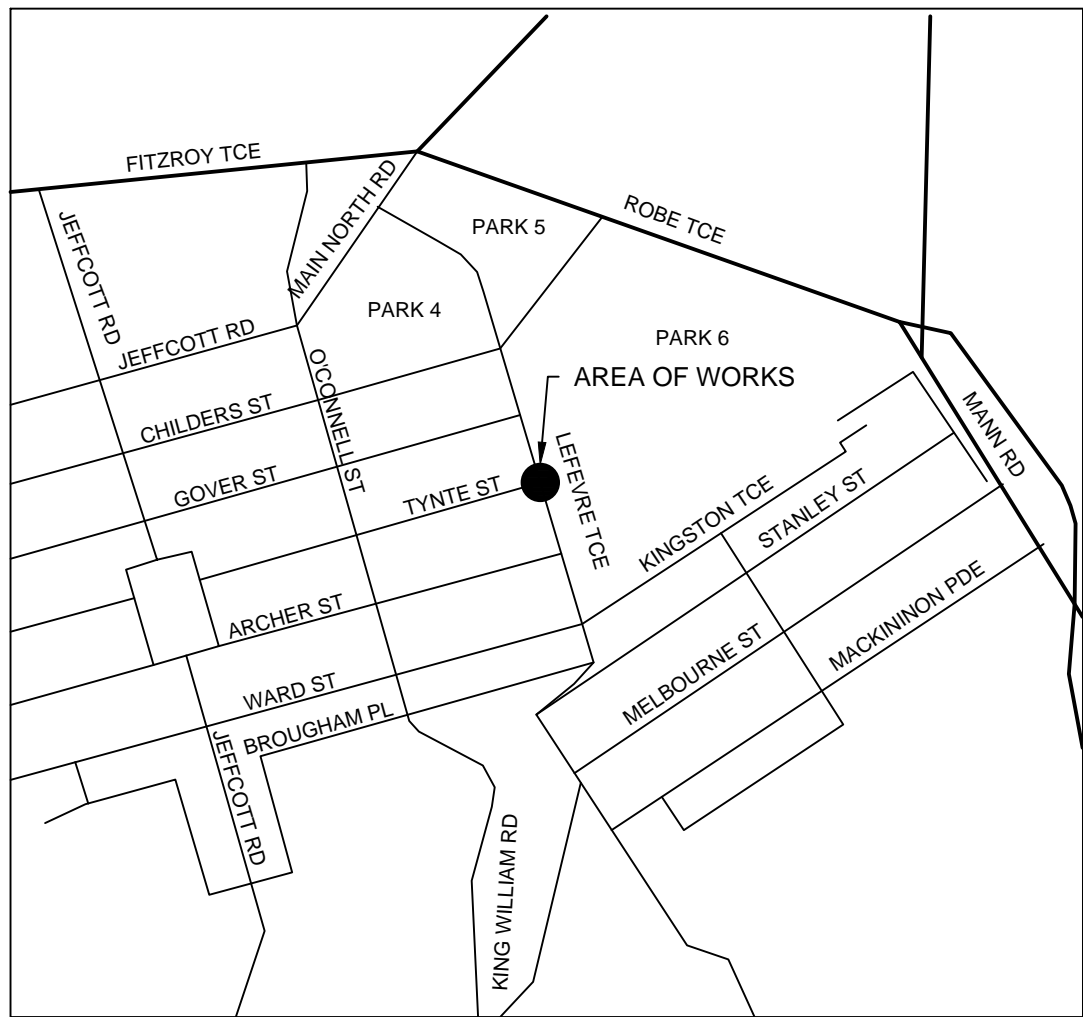 FITZROY TCE
MAIN NORTH RD
ROBE TCE
PARK 5
JEFFCOTT RD
PARK 4
JEFFCOTT RD
PARK 6
O'CONNELL ST
AREA OF WORKS
CHILDERS ST
MANN RD
GOVER ST
TYNTE ST
LEFEVRE TCE
KINGSTON TCE
STANLEY ST
ARCHER ST
MACKININON PDE
MELBOURNE ST
WARD ST
BROUGHAM PL
JEFFCOTT RD
KING WILLIAM RD